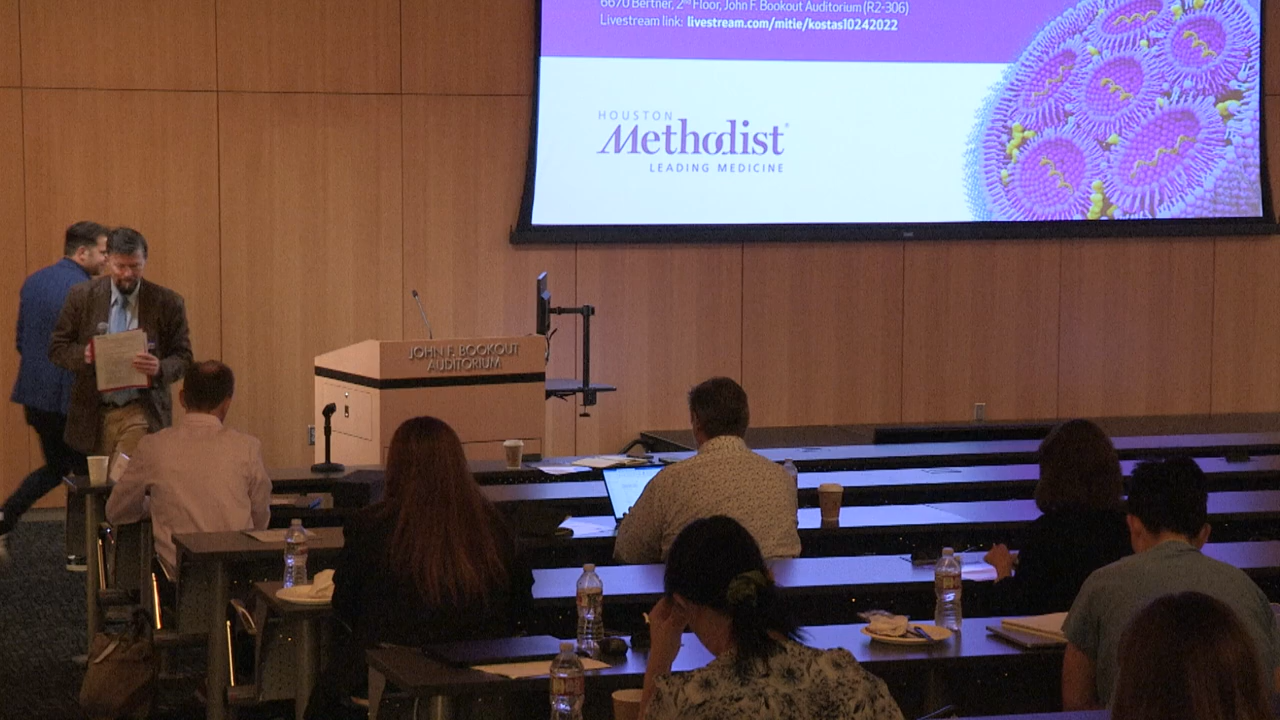 6670 Bertner, 2nd Floor, John F. Bookout Auditorium (R2-306)
Livestream link: livestream.com/mitie/kostasl0242022
HOUSTON
Methodist®
LEADING MEDICINE
JOHN F. BOOKOUT
AUDITORIUM